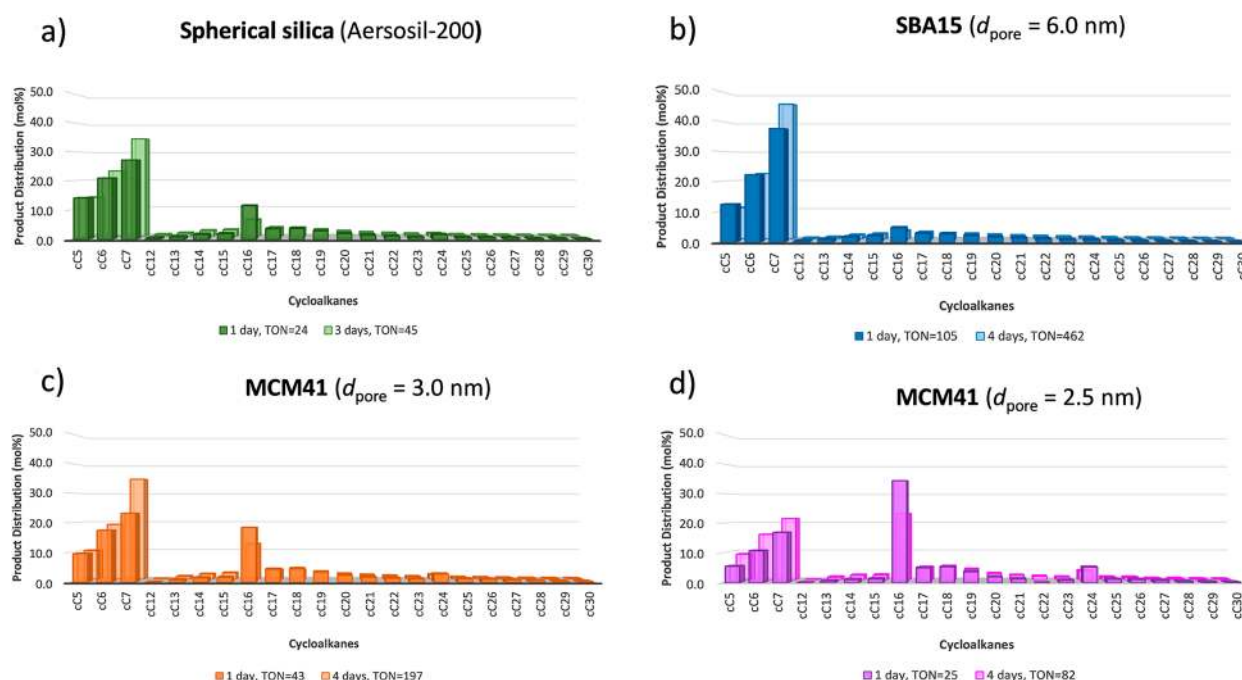 a)
Spherical silica (Aersosil-200)
Product Distribution (mol%)
50.0
40.0
30.0
20.0
10.0
0.0
cC5 cC6 cC7 cC12 cC13 cC14 cC15 cC16 cC17 cC18 cC19 cC20 cC21 cC22 cC23 cC24 cC26 cC27 cC28 cC29 cC30
Cycloalkanes
1 day, TON=24 3 days, TON=45
b)
SBA15 (dpore = 6.0 nm)
Product Distribution (mol%)
50.0
40.0
30.0
20.0
10.0
0.0
cC5 cC6 cC7 cC12 cC13 cC14 cC15 cC16 cC17 cC18 cC19 cC20 cC21 cC22 cC23 cC24 cC26 cC27 cC28 cC29 cC30
Cycloalkanes
1 day, TON=105 4 days, TON=462
c)
MCM41 (dpore = 3.0 nm)
Product Distribution (mol%)
50.0
40.0
30.0
20.0
10.0
0.0
cC5 cC6 cC7 cC12 cC13 cC14 cC15 cC16 cC17 cC18 cC19 cC20 cC21 cC22 cC23 cC24 cC26 cC27 cC28 cC29 cC30
Cycloalkanes
1 day, TON=43 4 days, TON=197
d)
MCM41 (dpore = 2.5 nm)
Product Distribution (mol%)
50.0
40.0
30.0
20.0
10.0
0.0
cC5 cC6 cC7 cC12 cC13 cC14 cC15 cC16 cC17 cC18 cC19 cC20 cC21 cC22 cC23 cC24 cC26 cC27 cC28 cC29 cC30
Cycloalkanes
1 day, TON=25 4 days, TON=82